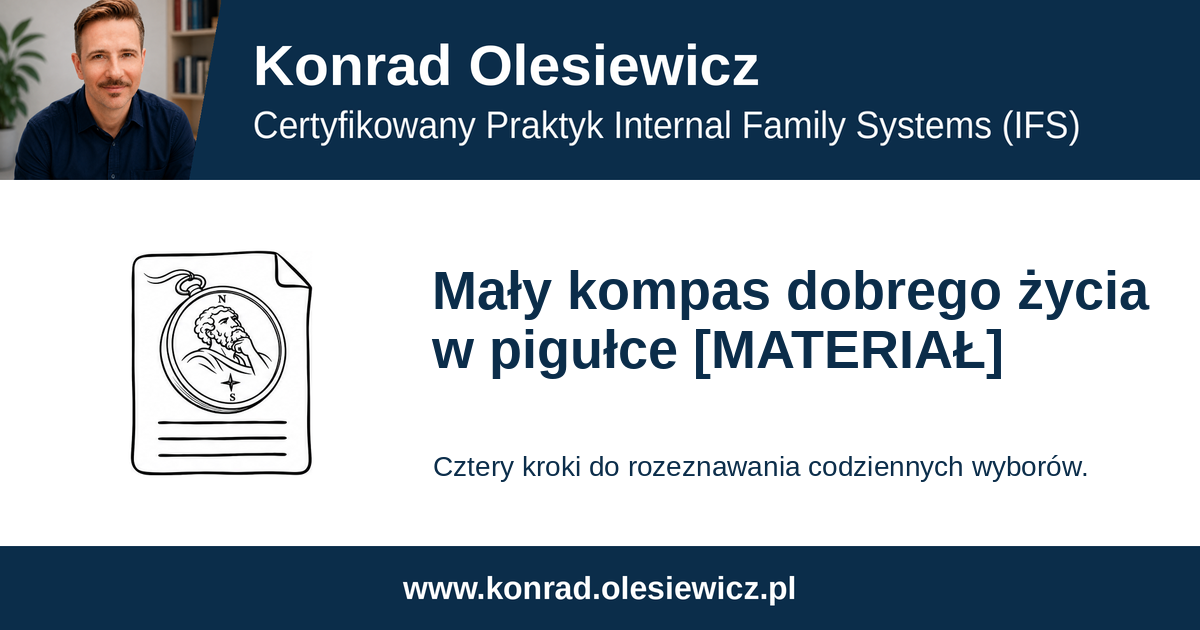 Konrad Olesiewicz
Certyfikowany Praktyk Internal Family Systems (IFS)
N
S
Mały kompas dobrego życia
w pigułce [MATERIAŁ]
Cztery kroki do rozeznawania codziennych wyborów.
www.konrad.olesiewicz.pl